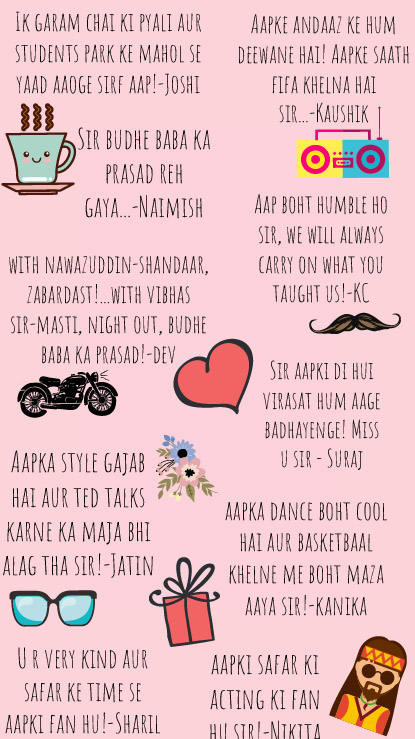 Ik garam chai ki pyali aur
students park ke mahol se
yaad aaoge sirf aap!-Joshi
Aapke andaaz ke hum
deewane hai! Aapke saath
fifa khelna hai
sir...-Kaushik
Sir budhe baba ka
prasad reh
gaya...-Naimish
Aap boht humble ho
sir, we will always
carry on what you
taught us!-KC
with nawazuddin-shandaar,
zabardast!...with vibhas
sir-masti, night out, budhe
baba ka prasad!-dev
Sir aapki di hui
virasat hum aage
badhayenge! Miss
u sir - Suraj
Aapka style gajab
hai aur ted talks
karne ka maja bhi
alag tha sir!-Jatin
aapka dance boht cool
hai aur basketbaal
khelne me boht maza
aaya sir!-kanika
U r very kind aur
safar ke time se
aapki fan hu!-Sharil
aapki safar ki
acting ki fan
hu sir!-Nikita